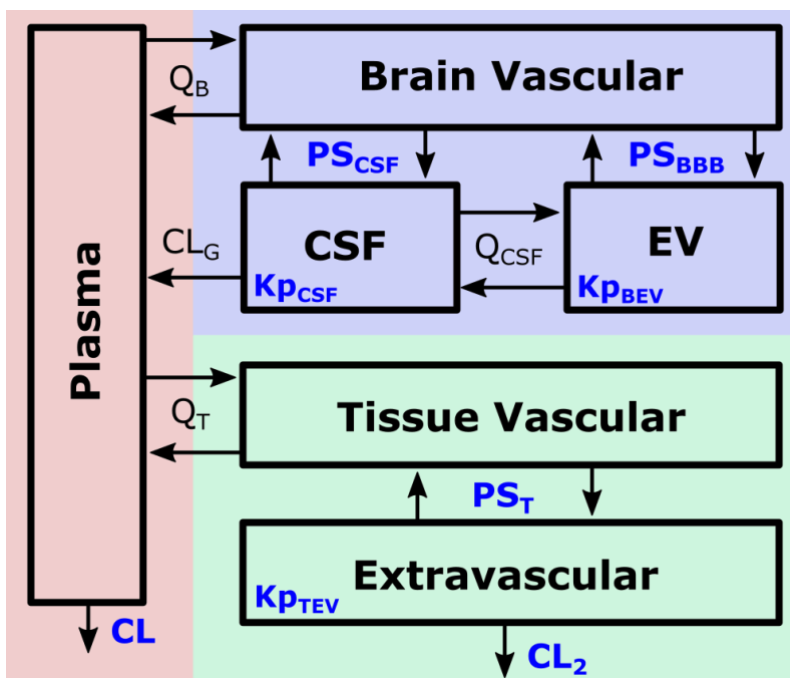 Plasma
Q_B
Brain Vascular
PS_CSF
PS_BBB
CSF
Kp_CSF
CL_G
Q_CSF
EV
Kp_BEV
Q_T
Tissue Vascular
PS_T
Extravascular
Kp_TEV
CL
CL_2